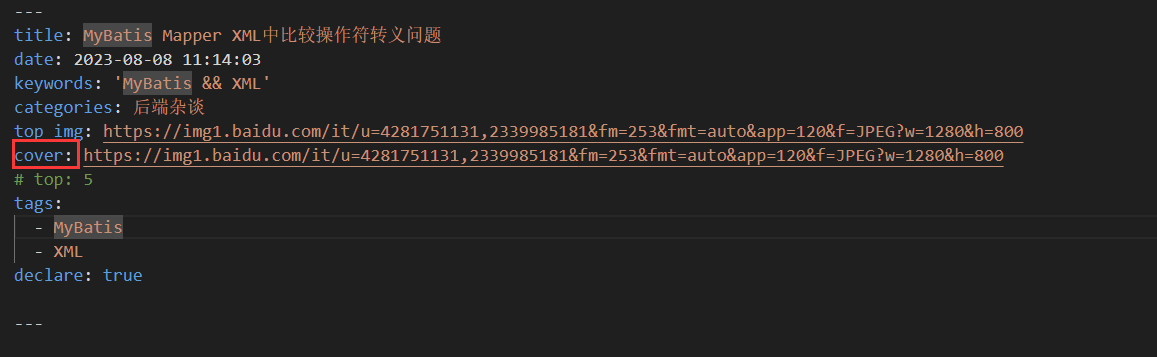 ---
title: MyBatis Mapper XML中比较操作符转义问题
date: 2023-08-08 11:14:03
keywords: 'MyBatis && XML'
categories: 后端杂谈
top_img: https://img1.baidu.com/it/u=4281751131,2339985181&fm=253&fmt=auto&app=120&f=JPEG?w=1280&h=800
cover: https://img1.baidu.com/it/u=4281751131,2339985181&fm=253&fmt=auto&app=120&f=JPEG?w=1280&h=800
# top: 5
tags:
  - MyBatis
  - XML
declare: true
---